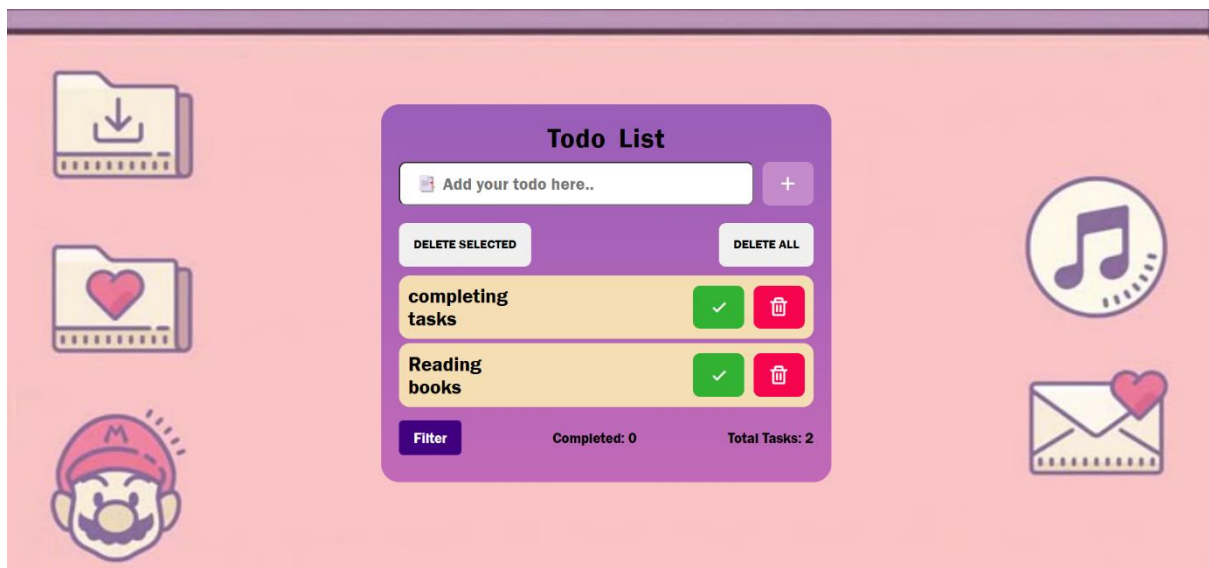 Todo List
Add your todo here..
DELETE SELECTED
DELETE ALL
completing
tasks
Reading
books
Filter
Completed: 0
Total Tasks: 2
M